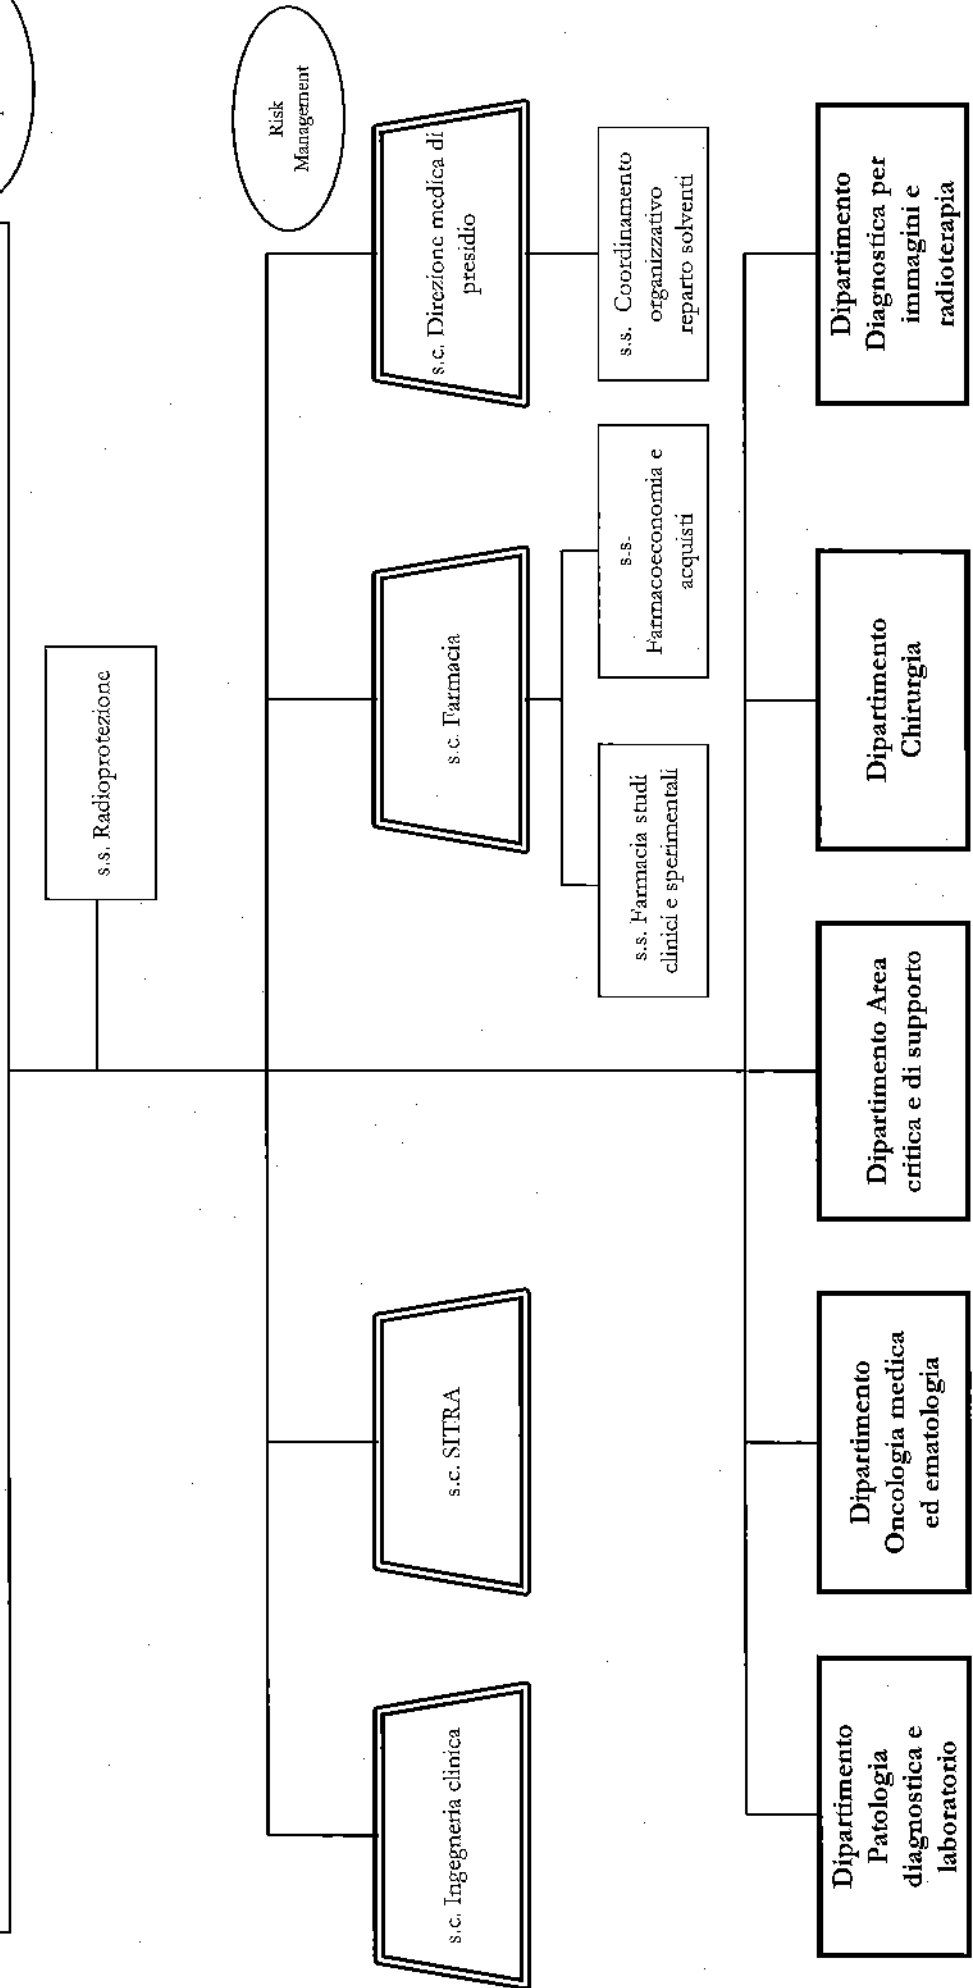 s.s. Radioprotezione
Risk
Management
s.c. Ingegneria clinica
s.c. SITRA
s.c. Farmacia
s.c. Direzione medica di
presidio
s.s. Farmacia studi
clinici e sperimentali
s.s-
Farmacoeconomia e
acquisti
s.s. Coordinamento
organizzativo
reparto solventi
Dipartimento
Patologia
diagnostica e
laboratorio
Dipartimento
Oncologia medica
ed ematologia
Dipartimento Area
critica e di supporto
Dipartimento
Chirurgia
Dipartimento
Diagnostica per
immagini e
radioterapia